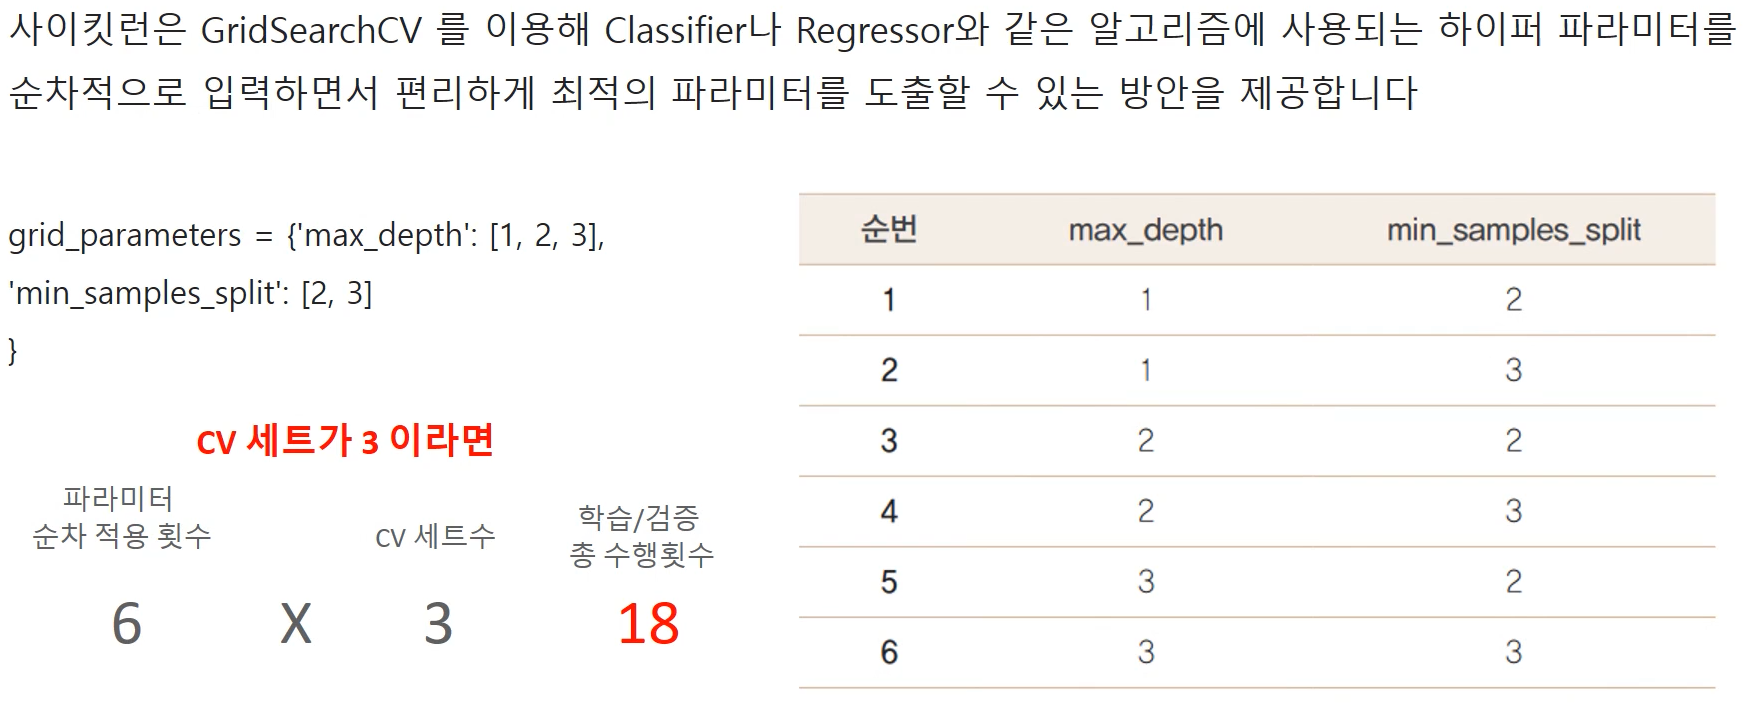 사이킷런은 GridSearchCV 를 이용해 Classifier나 Regressor와 같은 알고리즘에 사용되는 하이퍼 파라미터를
순차적으로 입력하면서 편리하게 최적의 파라미터를 도출할 수 있는 방안을 제공합니다
grid_parameters = {'max_depth': [1, 2, 3],
'min_samples_split': [2, 3]
}
CV 세트가 3 이라면
파라미터
순차 적용 횟수
CV 세트수
학습/검증
총 수행횟수
6 X 3 18
순번 max_depth min_samples_split
1 1 2
2 1 3
3 2 2
4 2 3
5 3 2
6 3 3